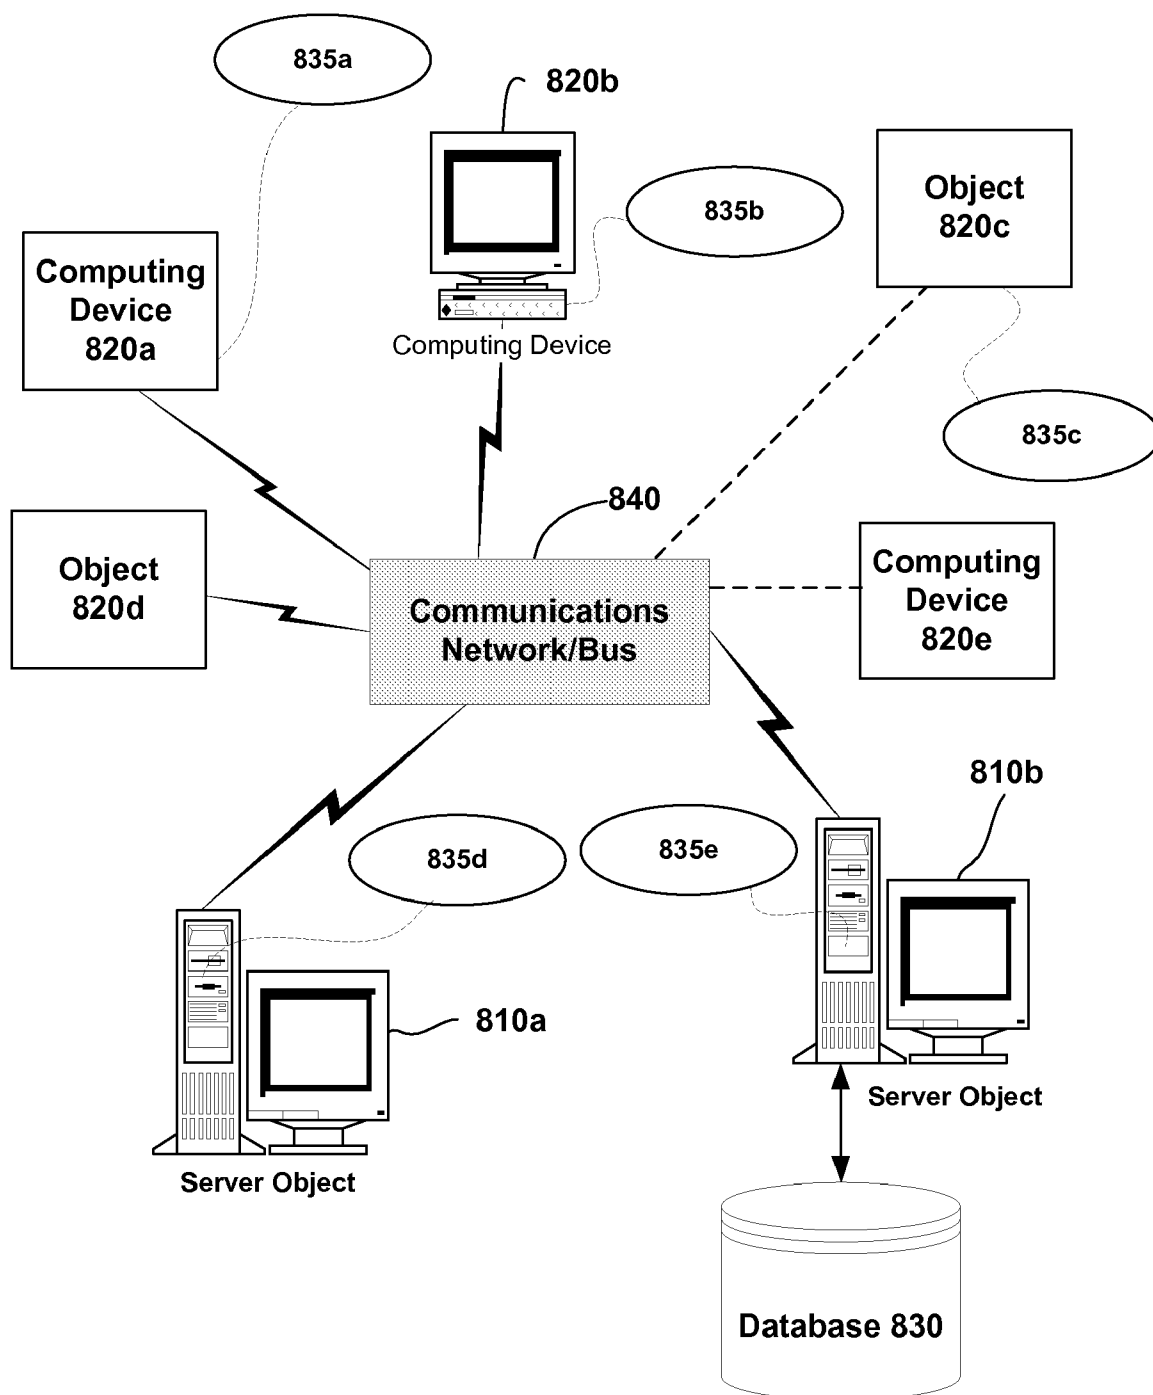 835a
820b
835b
Object
820c
Computing
Device
820a
Computing Device
835c
840
Object
820d
Communications
Network/Bus
Computing
Device
820e
810b
835d
835e
810a
Server Object
Server Object
Database 830